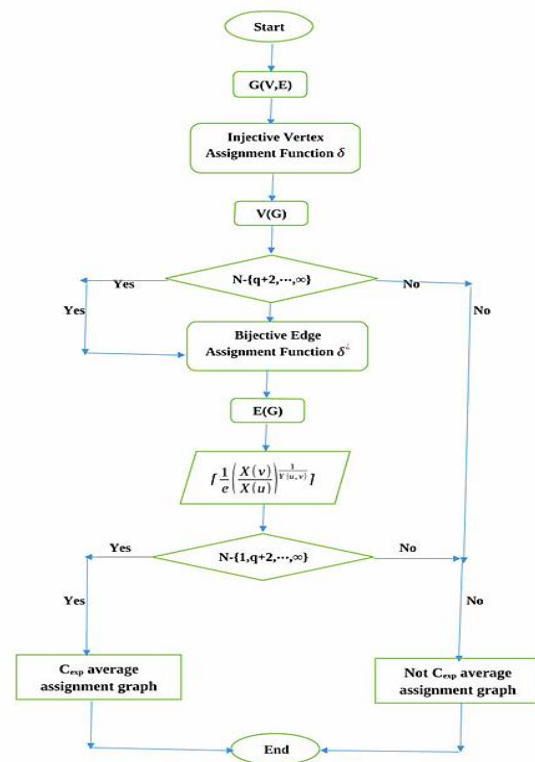 Start
G(V,E)
Injective Vertex
Assignment Function δ
V(G)
N-{q+2,⋯,∞}
Yes
No
Yes
No
Bijective Edge
Assignment Function δ^¿
E(G)
⌈ 1/e (X(v)/X(u))^(1/Y(u,v)) ⌉
N-{1,q+2,⋯,∞}
Yes
No
Yes
No
C_exp average
assignment graph
Not C_exp average
assignment graph
End